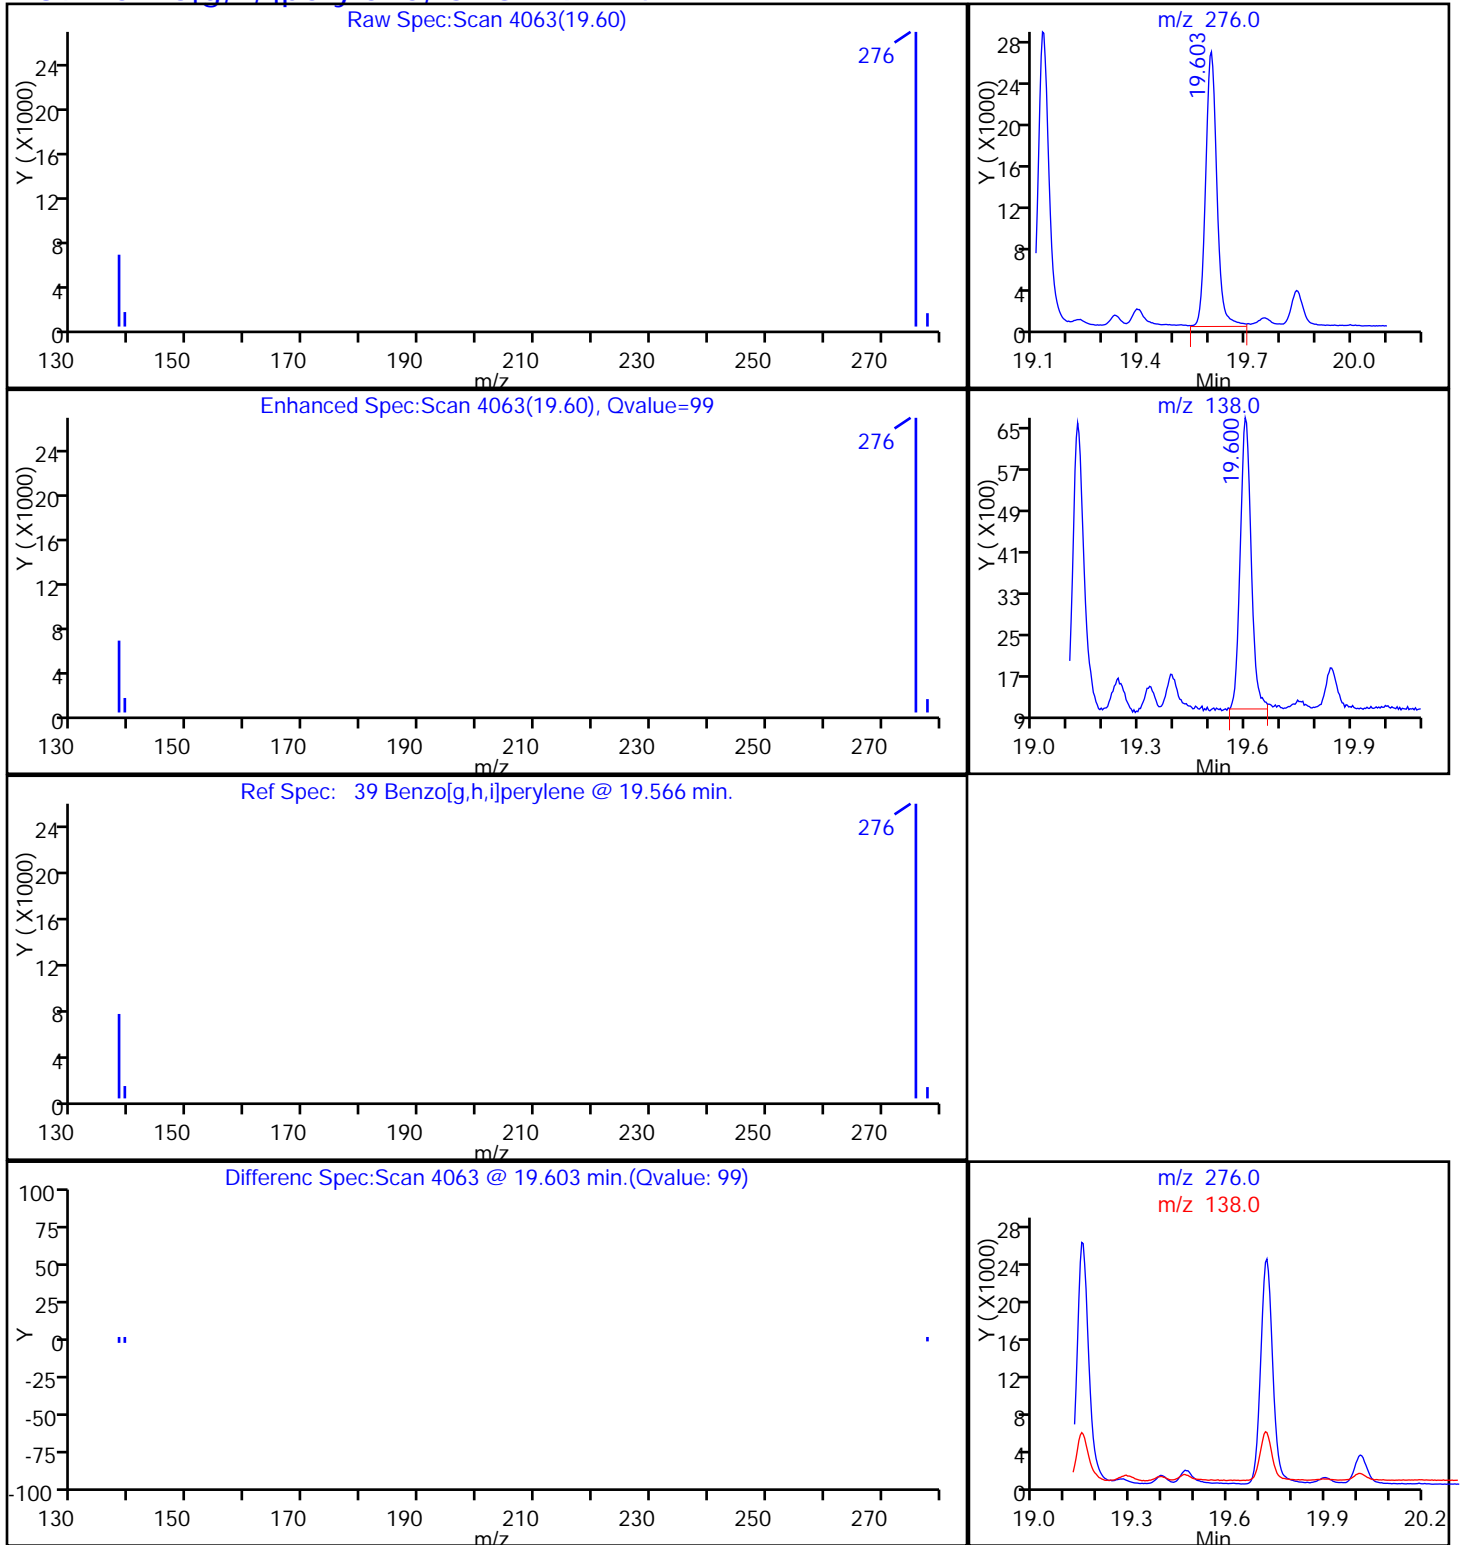 Raw Spec:Scan 4063(19.60)
276
Y ( X1000)
24
20
16
12
8
4
0
130 150 170 190 210 230 250 270
m/z
m/z 276.0
19.603
Y ( X1000)
28
24
20
16
12
8
4
0
19.1 19.4 19.7 20.0
Min
Enhanced Spec:Scan 4063(19.60), Qvalue=99
276
Y ( X1000)
24
20
16
12
8
4
0
130 150 170 190 210 230 250 270
m/z
m/z 138.0
19.600
Y ( X100)
65
57
49
41
33
25
17
9
19.0 19.3 19.6 19.9
Min
Ref Spec: 39 Benzo[g,h,i]perylene @ 19.566 min.
276
Y ( X1000)
24
20
16
12
8
4
0
130 150 170 190 210 230 250 270
m/z
Differenc Spec:Scan 4063 @ 19.603 min.(Qvalue: 99)
Y
100
75
50
25
0
-25
-50
-75
-100
130 150 170 190 210 230 250 270
m/z
m/z 276.0
m/z 138.0
Y ( X1000)
28
24
20
16
12
8
4
0
19.0 19.3 19.6 19.9 20.2
Min